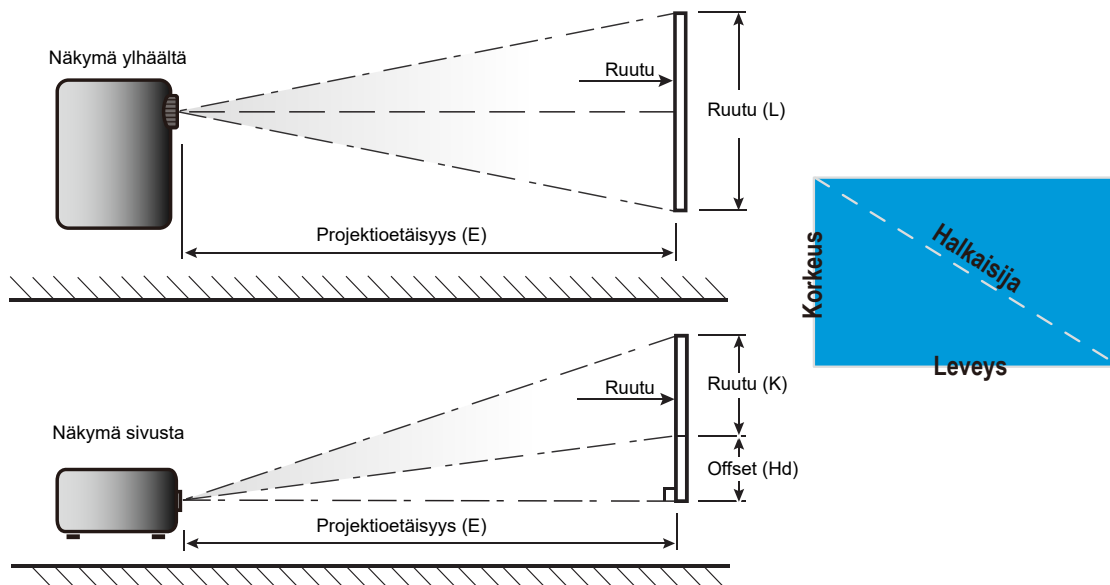 Näkymä ylhäältä
Ruutu
Ruutu (L)
Projektioetäisyys (E)
Korkeus
Halkaisija
Leveys
Ruutu
Ruutu (K)
Näkymä sivusta
Offset (Hd)
Projektioetäisyys (E)